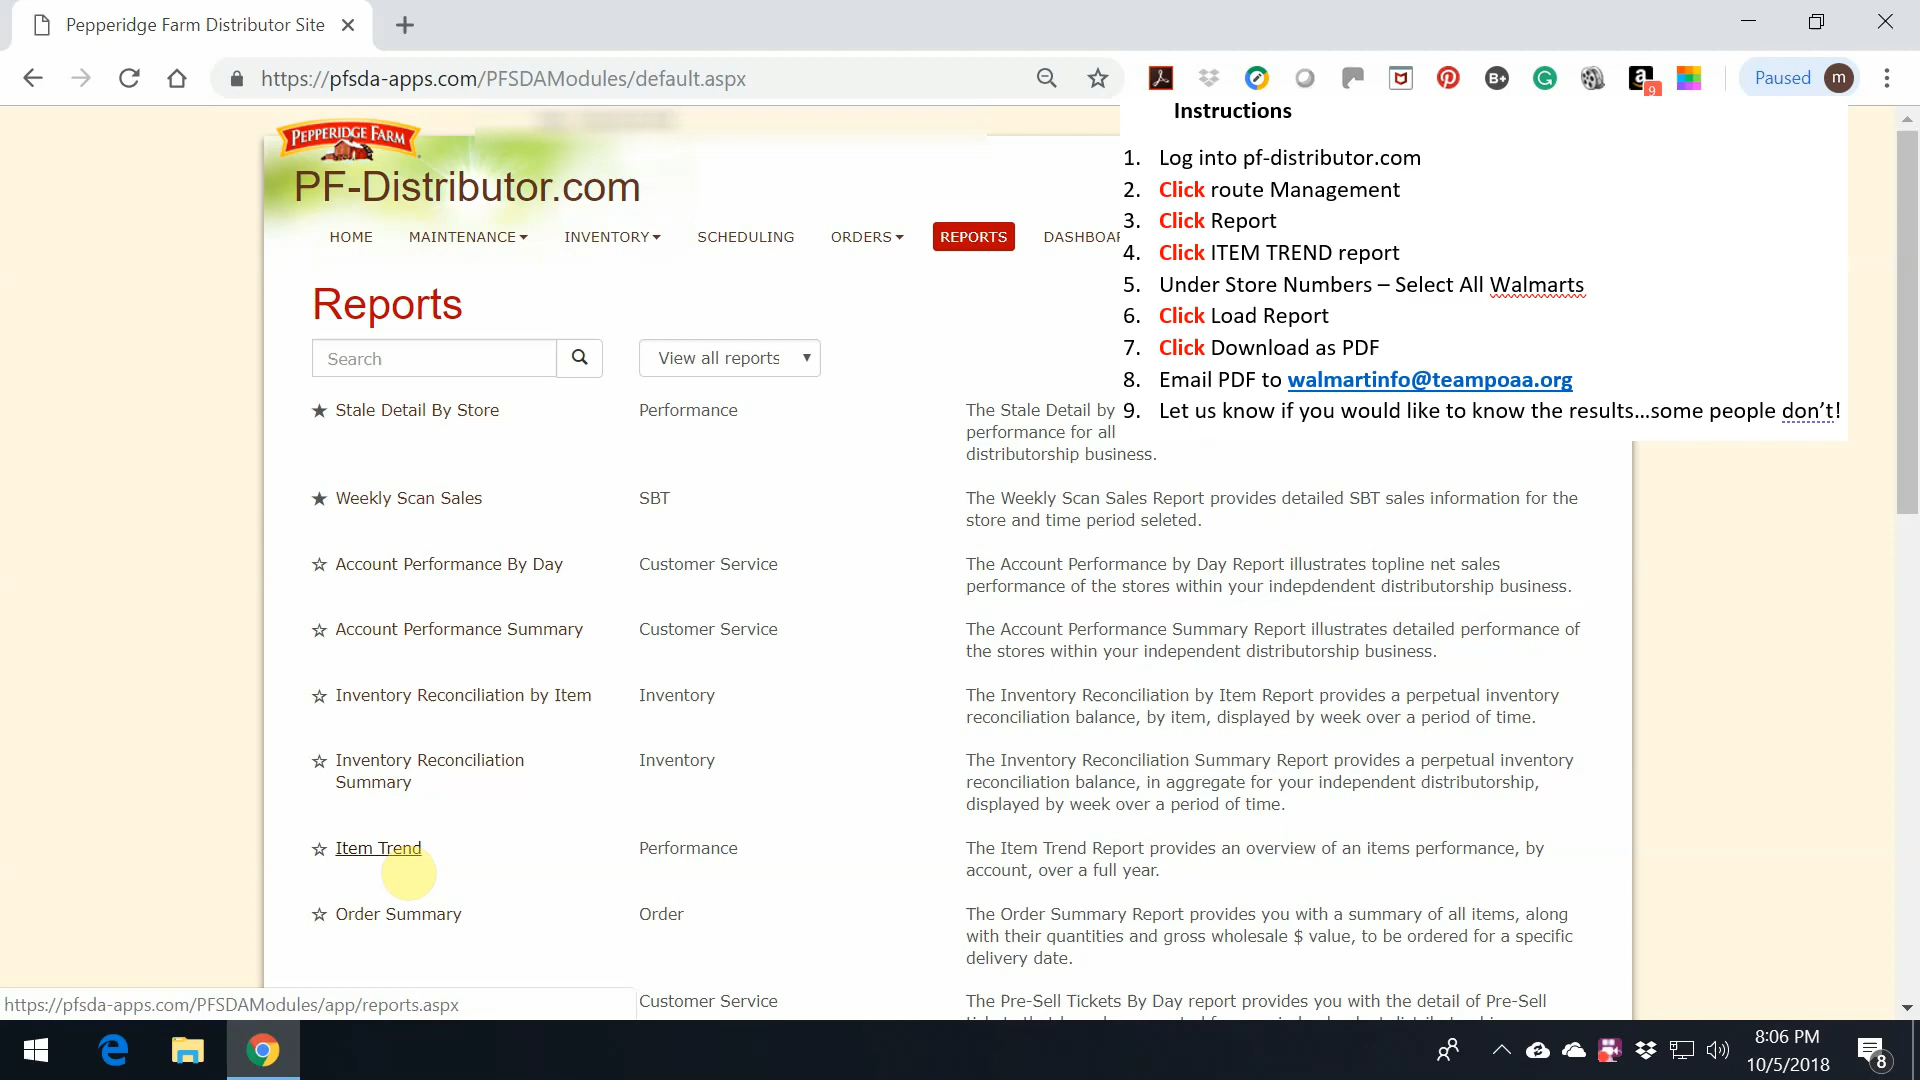 Pepperidge Farm Distributor Site
https://pfsda-apps.com/PFSDAModules/default.aspx
9
Paused m
PEPPERIDGE FARM
PF-Distributor.com
HOME MAINTENANCE INVENTORY SCHEDULING ORDERS REPORTS DASHBOAR
Instructions
1. Log into pf-distributor.com
2. Click route Management
3. Click Report
4. Click ITEM TREND report
5. Under Store Numbers – Select All Walmarts
6. Click Load Report
7. Click Download as PDF
8. Email PDF to walmartinfo@teampoaa.org
9. Let us know if you would like to know the results...some people don't!
Reports
Search View all reports
Stale Detail By Store Performance The Stale Detail by
performance for all
distributorship business.
Weekly Scan Sales SBT The Weekly Scan Sales Report provides detailed SBT sales information for the
store and time period seleted.
Account Performance By Day Customer Service The Account Performance by Day Report illustrates topline net sales
performance of the stores within your indepdendent distributorship business.
Account Performance Summary Customer Service The Account Performance Summary Report illustrates detailed performance of
the stores within your independent distributorship business.
Inventory Reconciliation by Item Inventory The Inventory Reconciliation by Item Report provides a perpetual inventory
reconciliation balance, by item, displayed by week over a period of time.
Inventory Reconciliation Inventory The Inventory Reconciliation Summary Report provides a perpetual inventory
Summary reconciliation balance, in aggregate for your independent distributorship,
displayed by week over a period of time.
Item Trend Performance The Item Trend Report provides an overview of an items performance, by
account, over a full year.
Order Summary Order The Order Summary Report provides you with a summary of all items, along
with their quantities and gross wholesale $ value, to be ordered for a specific
delivery date.
Customer Service The Pre-Sell Tickets By Day report provides you with the detail of Pre-Sell
https://pfsda-apps.com/PFSDAModules/app/reports.aspx
8:06 PM
10/5/2018
8